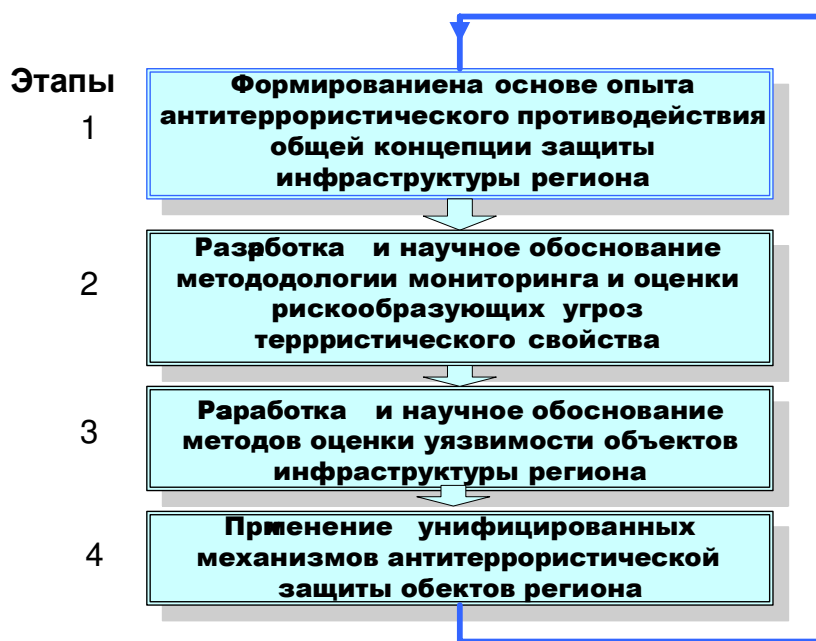 Этапы
1
Формированиена основе опыта
антитеррористического противодействия
общей концепции защиты
инфраструктуры региона
2
Разработка и научное обоснование
метододологии мониторинга и оценки
рискообразующих угроз
террристического свойства
3
Раработка и научное обоснование
методов оценки уязвимости объектов
инфраструктуры региона
4
Применение унифицированных
механизмов антитеррористической
защиты обектов региона